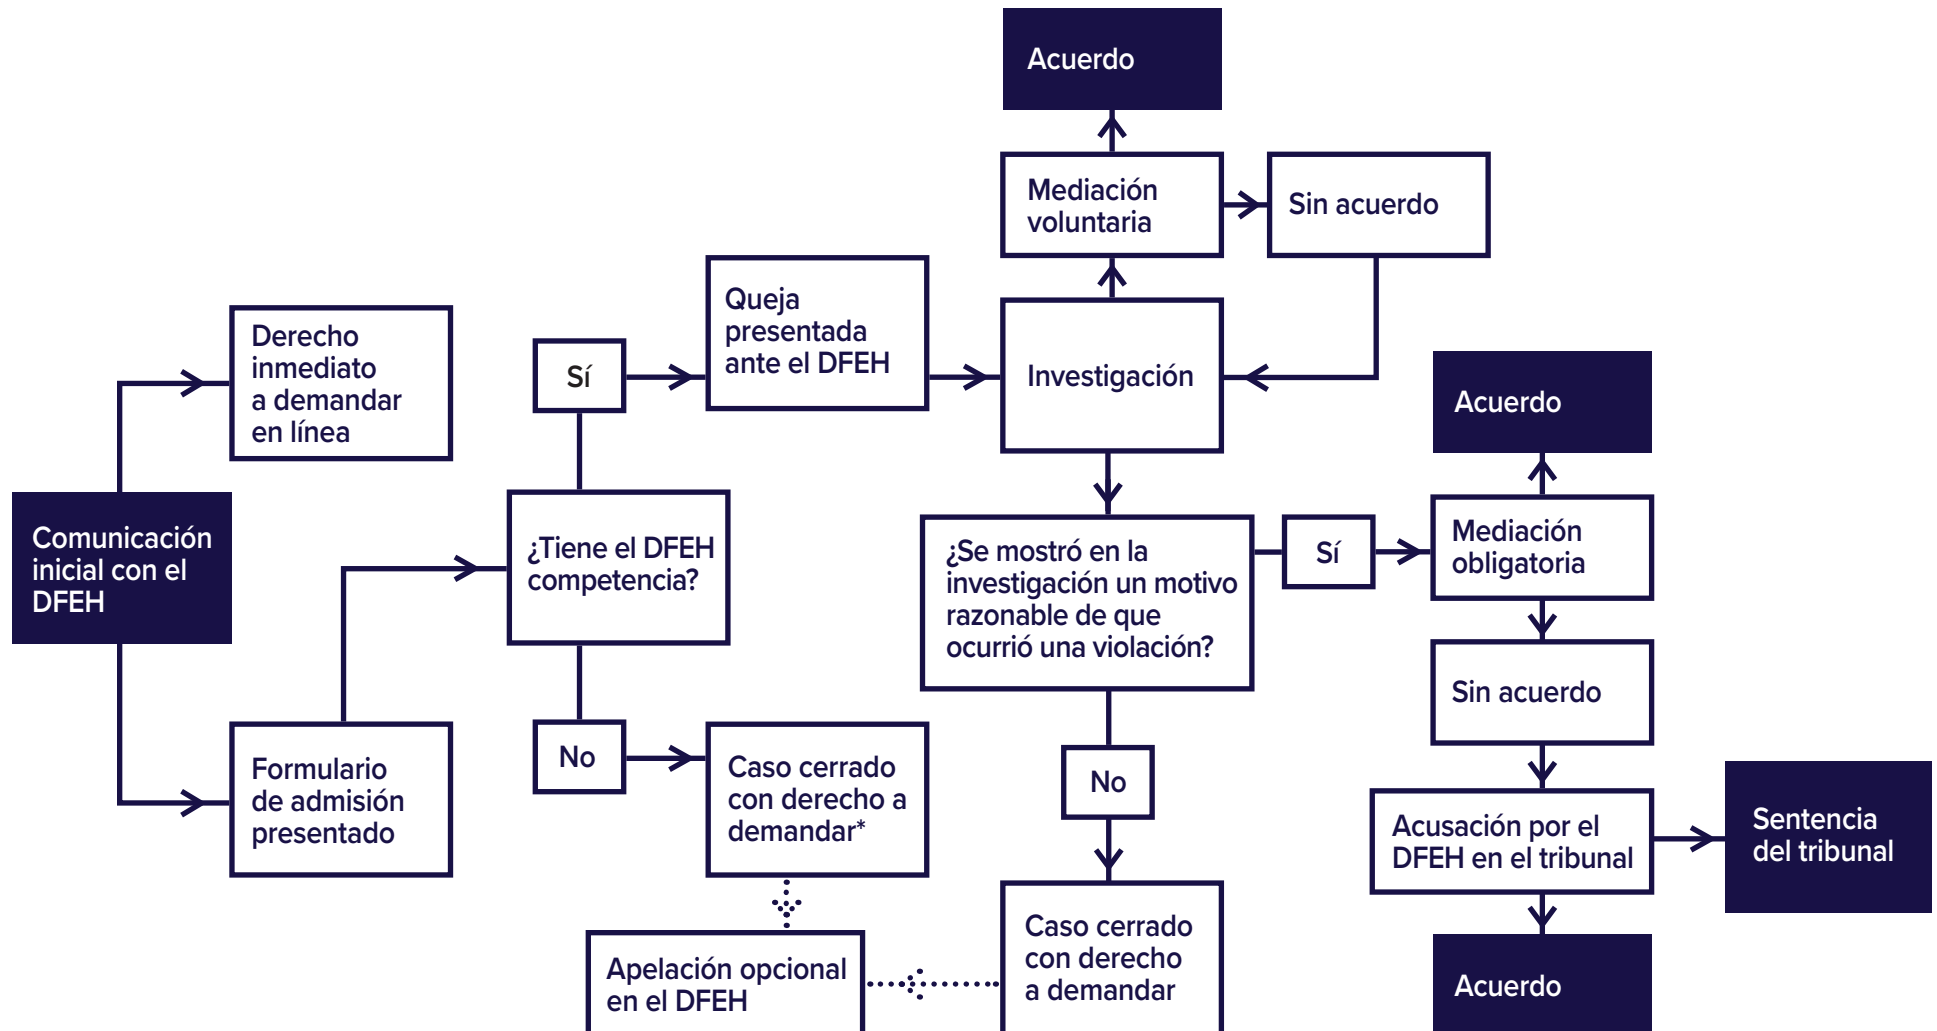 Comunicación
inicial con el
DFEH
Derecho
inmediato
a demandar
en línea
Formulario
de admisión
presentado
¿Tiene el DFEH
competencia?
Sí
Queja
presentada
ante el DFEH
No
Caso cerrado
con derecho a
demandar*
Apelación opcional
en el DFEH
Acuerdo
Mediación
voluntaria
Sin acuerdo
Investigación
¿Se mostró en la
investigación un motivo
razonable de que
ocurrió una violación?
No
Caso cerrado
con derecho
a demandar
Sí
Acuerdo
Mediación
obligatoria
Sin acuerdo
Acusación por el
DFEH en el tribunal
Sentencia
del tribunal
Acuerdo